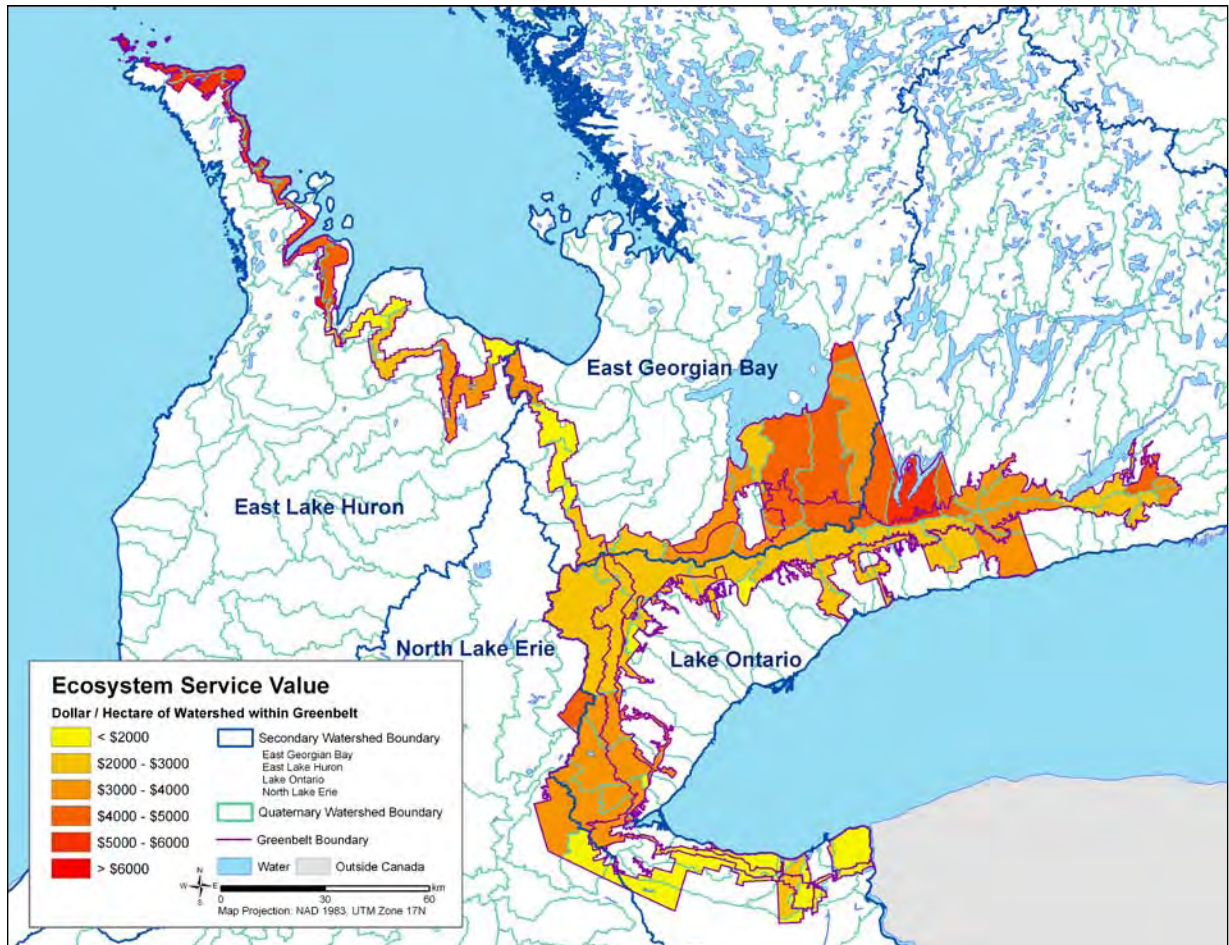 East Georgian Bay
East Lake Huron
North Lake Erie
Lake Ontario
Ecosystem Service Value
Dollar / Hectare of Watershed within Greenbelt
< $2000
$2000 - $3000
$3000 - $4000
$4000 - $5000
$5000 - $6000
> $6000
Secondary Watershed Boundary
East Georgian Bay
East Lake Huron
Lake Ontario
North Lake Erie
Quaternary Watershed Boundary
Greenbelt Boundary
Water
Outside Canada
N
W
E
S
km
0
30
60
Map Projection: NAD 1983, UTM Zone 17N